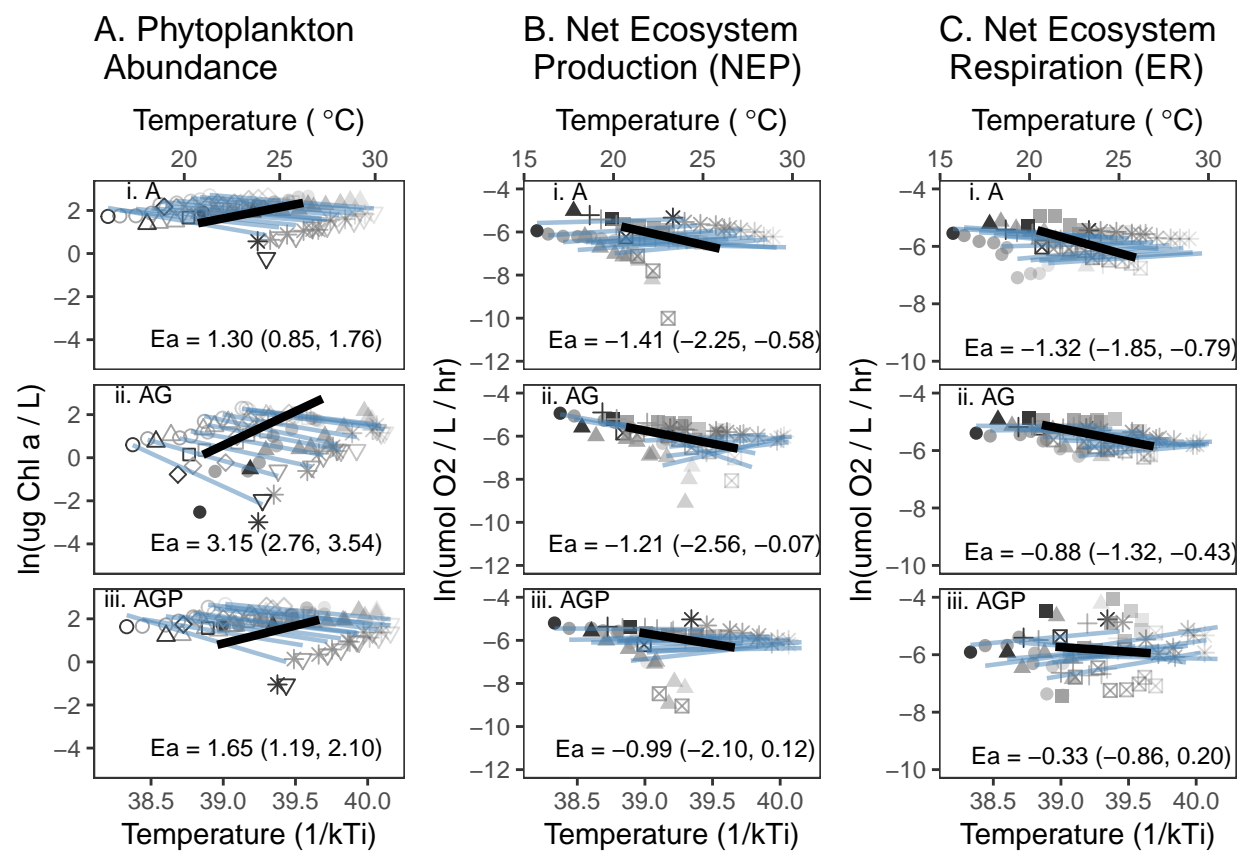 A. Phytoplankton
Abundance
B. Net Ecosystem
Production (NEP)
C. Net Ecosystem
Respiration (ER)
Temperature ( °C)
Temperature ( °C)
Temperature ( °C)
20 25 30
15 20 25 30
15 20 25 30
ln(ug Chl a / L)
i. A
2
0
−2
−4
Ea = 1.30 (0.85, 1.76)
ii. AG
2
0
−2
−4
Ea = 3.15 (2.76, 3.54)
iii. AGP
2
0
−2
−4
Ea = 1.65 (1.19, 2.10)
38.5 39.0 39.5 40.0
Temperature (1/kTi)
ln(umol O2 / L / hr)
i. A
−4
−6
−8
−10
−12
Ea = −1.41 (−2.25, −0.58)
ii. AG
−4
−6
−8
−10
−12
Ea = −1.21 (−2.56, −0.07)
iii. AGP
−4
−6
−8
−10
−12
Ea = −0.99 (−2.10, 0.12)
38.5 39.0 39.5 40.0
Temperature (1/kTi)
ln(umol O2 / L / hr)
i. A
−4
−6
−8
−10
Ea = −1.32 (−1.85, −0.79)
ii. AG
−4
−6
−8
−10
Ea = −0.88 (−1.32, −0.43)
iii. AGP
−4
−6
−8
−10
Ea = −0.33 (−0.86, 0.20)
38.5 39.0 39.5 40.0
Temperature (1/kTi)